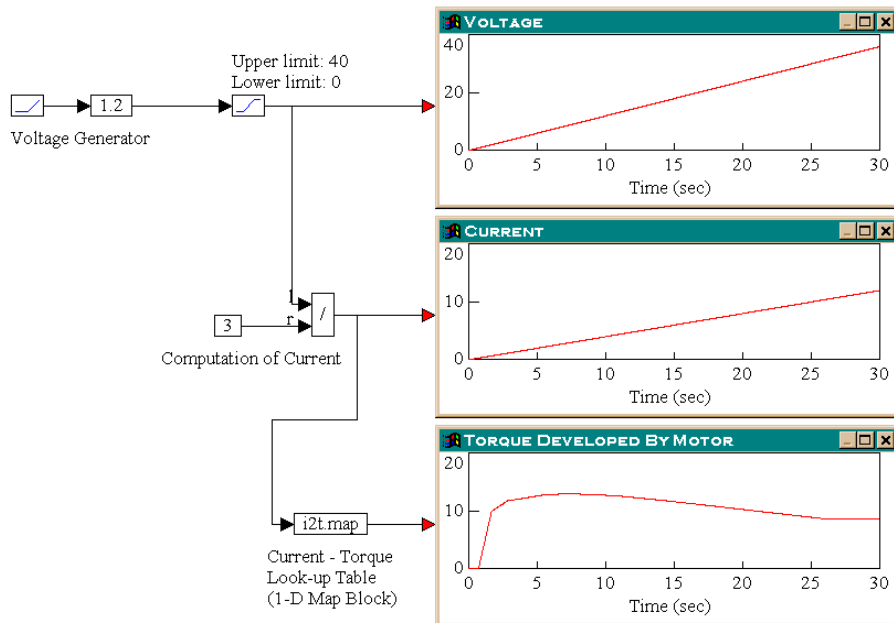 VOLTAGE
40
20
0
0 5 10 15 20 25 30
Time (sec)
Upper limit: 40
Lower limit: 0
1.2
Voltage Generator
CURRENT
20
10
0
0 5 10 15 20 25 30
Time (sec)
l
r
3
/
Computation of Current
TORQUE DEVELOPED BY MOTOR
20
10
0
0 5 10 15 20 25 30
Time (sec)
i2t.map
Current - Torque
Look-up Table
(1-D Map Block)